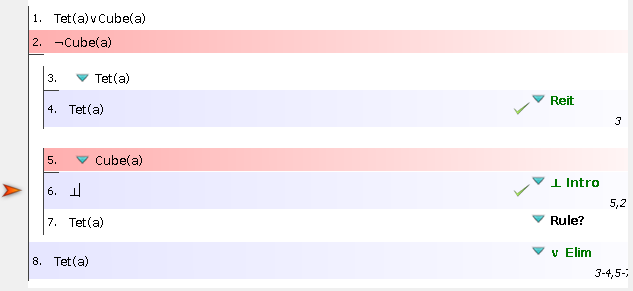 1. Tet(a)∨Cube(a)
2. ¬Cube(a)
3. Tet(a)
4. Tet(a) Reit
3
5. Cube(a)
6. ⊥ ⊥ Intro
5,2
7. Tet(a) Rule?
8. Tet(a) ∨ Elim
3-4,5-7